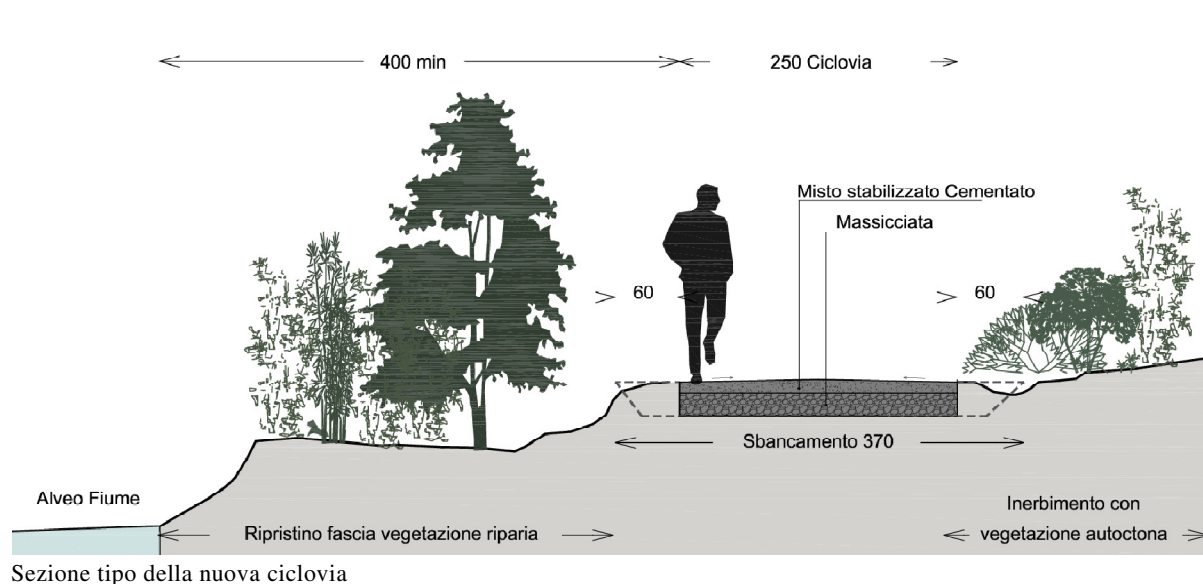 400 min
250 Ciclovia
Misto stabilizzato Cementato
Massicciata
60
60
Sbancamento 370
Alveo Fiume
Ripristino fascia vegetazione riparia
Inerbimento con
vegetazione autoctona
Sezione tipo della nuova ciclovia